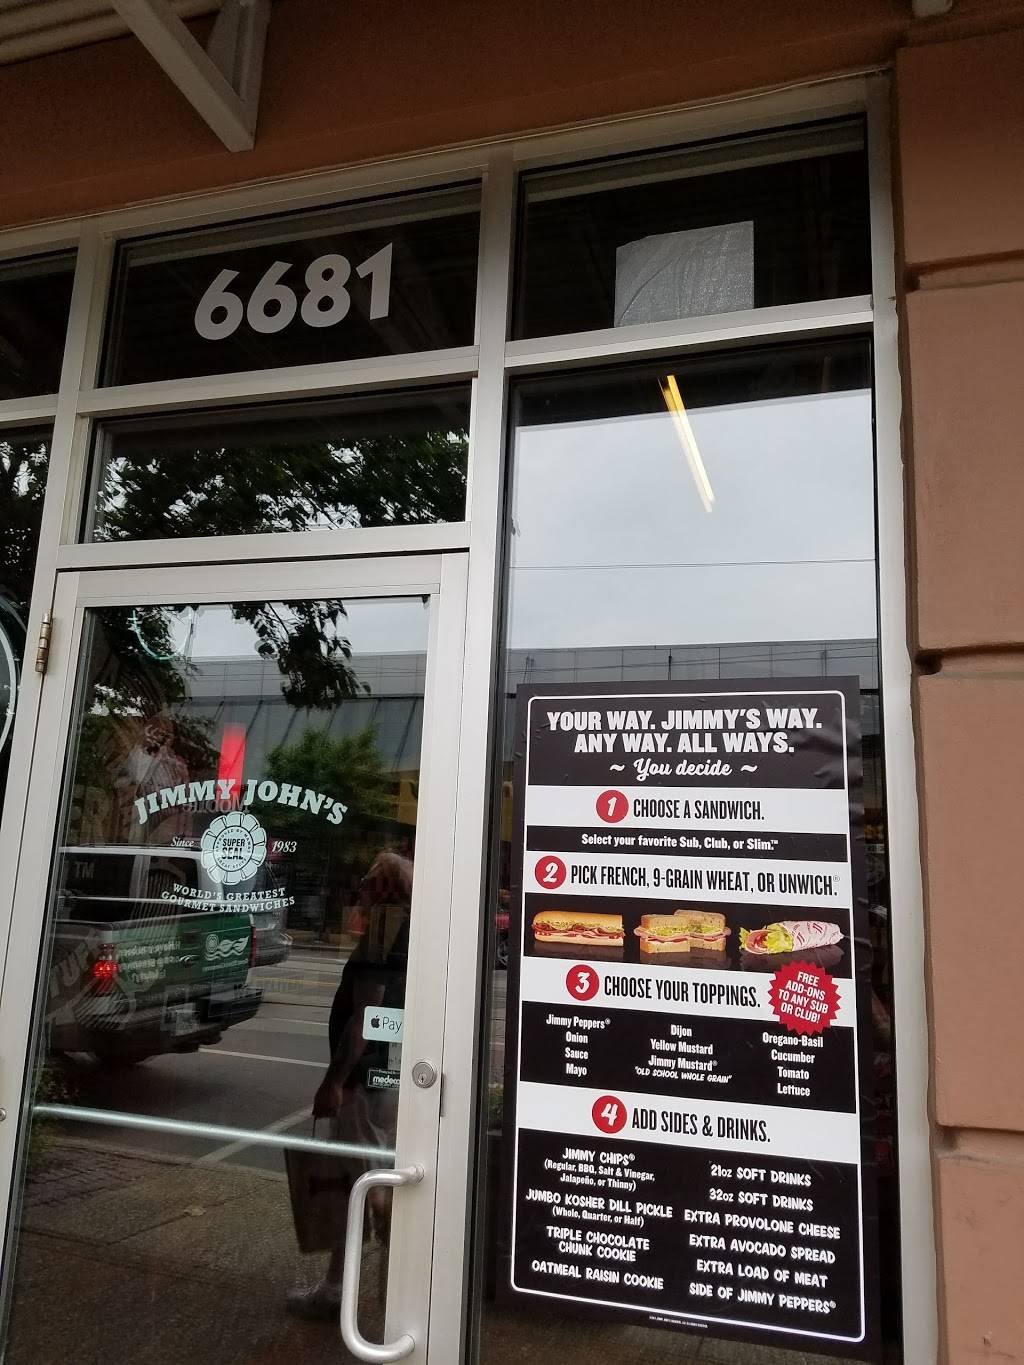 6681
JIMMY JOHN'S
Since
SUPER
SEAL
1983
WORLD'S GREATEST
GOURMET SANDWICHES
TM
Pay
medeco
YOUR WAY. JIMMY'S WAY.
ANY WAY. ALL WAYS.
~ You decide ~
1 CHOOSE A SANDWICH.
Select your favorite Sub, Club, or Slim.™
2 PICK FRENCH, 9-GRAIN WHEAT, OR UNWICH.®
3 CHOOSE YOUR TOPPINGS.
FREE
ADD-ONS
TO ANY SUB
OR CLUB!
Jimmy Peppers®
Onion
Sauce
Mayo
Dijon
Yellow Mustard
Jimmy Mustard®
"OLD SCHOOL WHOLE GRAIN"
Oregano-Basil
Cucumber
Tomato
Lettuce
4 ADD SIDES & DRINKS.
JIMMY CHIPS®
(Regular, BBQ, Salt & Vinegar,
Jalapeño, or Thinny)
JUMBO KOSHER DILL PICKLE
(Whole, Quarter, or Half)
TRIPLE CHOCOLATE
CHUNK COOKIE
OATMEAL RAISIN COOKIE
21oz SOFT DRINKS
32oz SOFT DRINKS
EXTRA PROVOLONE CHEESE
EXTRA AVOCADO SPREAD
EXTRA LOAD OF MEAT
SIDE OF JIMMY PEPPERS®